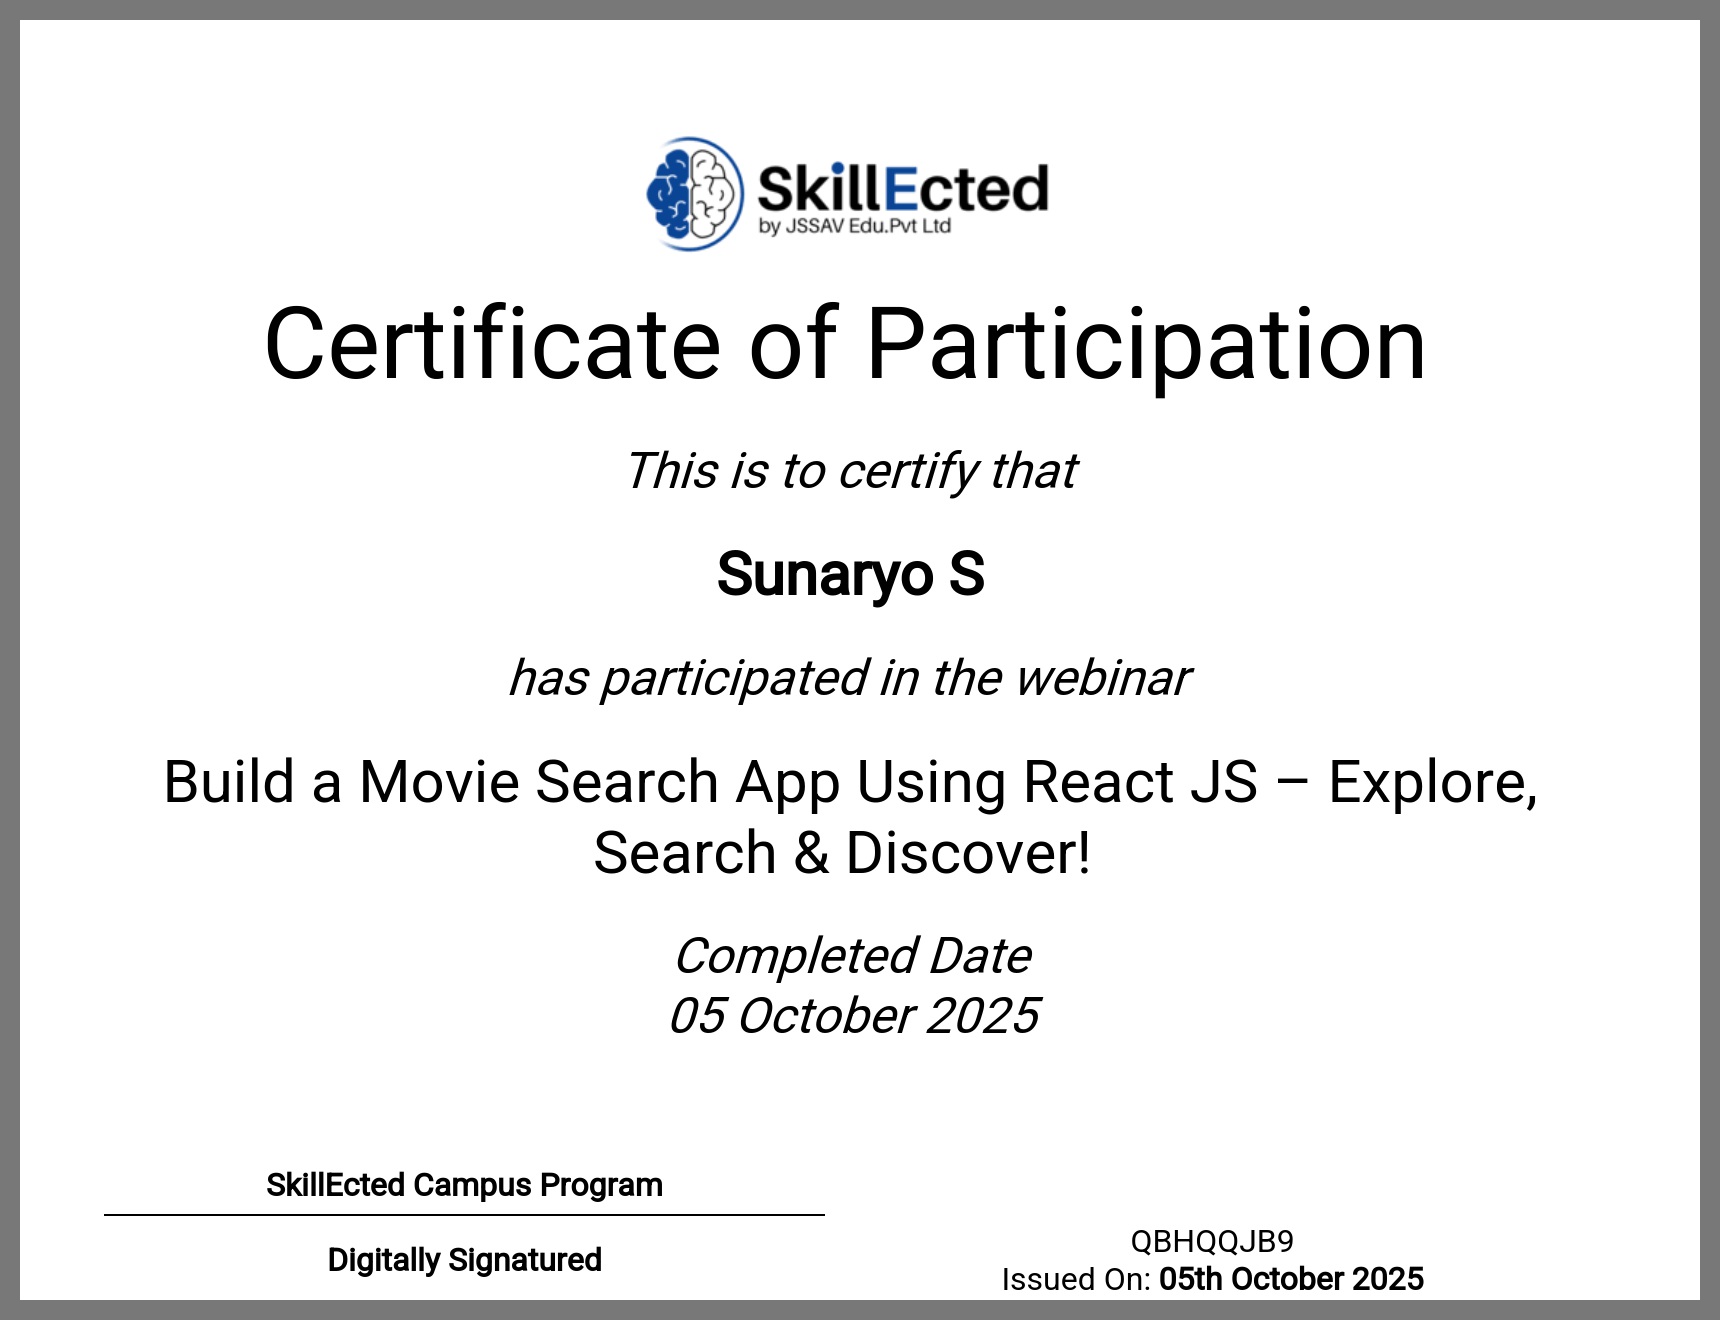 SkillEcted
by JSSAV Edu.Pvt Ltd
Certificate of Participation
This is to certify that
Sunaryo S
has participated in the webinar
Build a Movie Search App Using React JS – Explore,
Search & Discover!
Completed Date
05 October 2025
SkillEcted Campus Program
Digitally Signatured
QBHQQJB9
Issued On: 05th October 2025